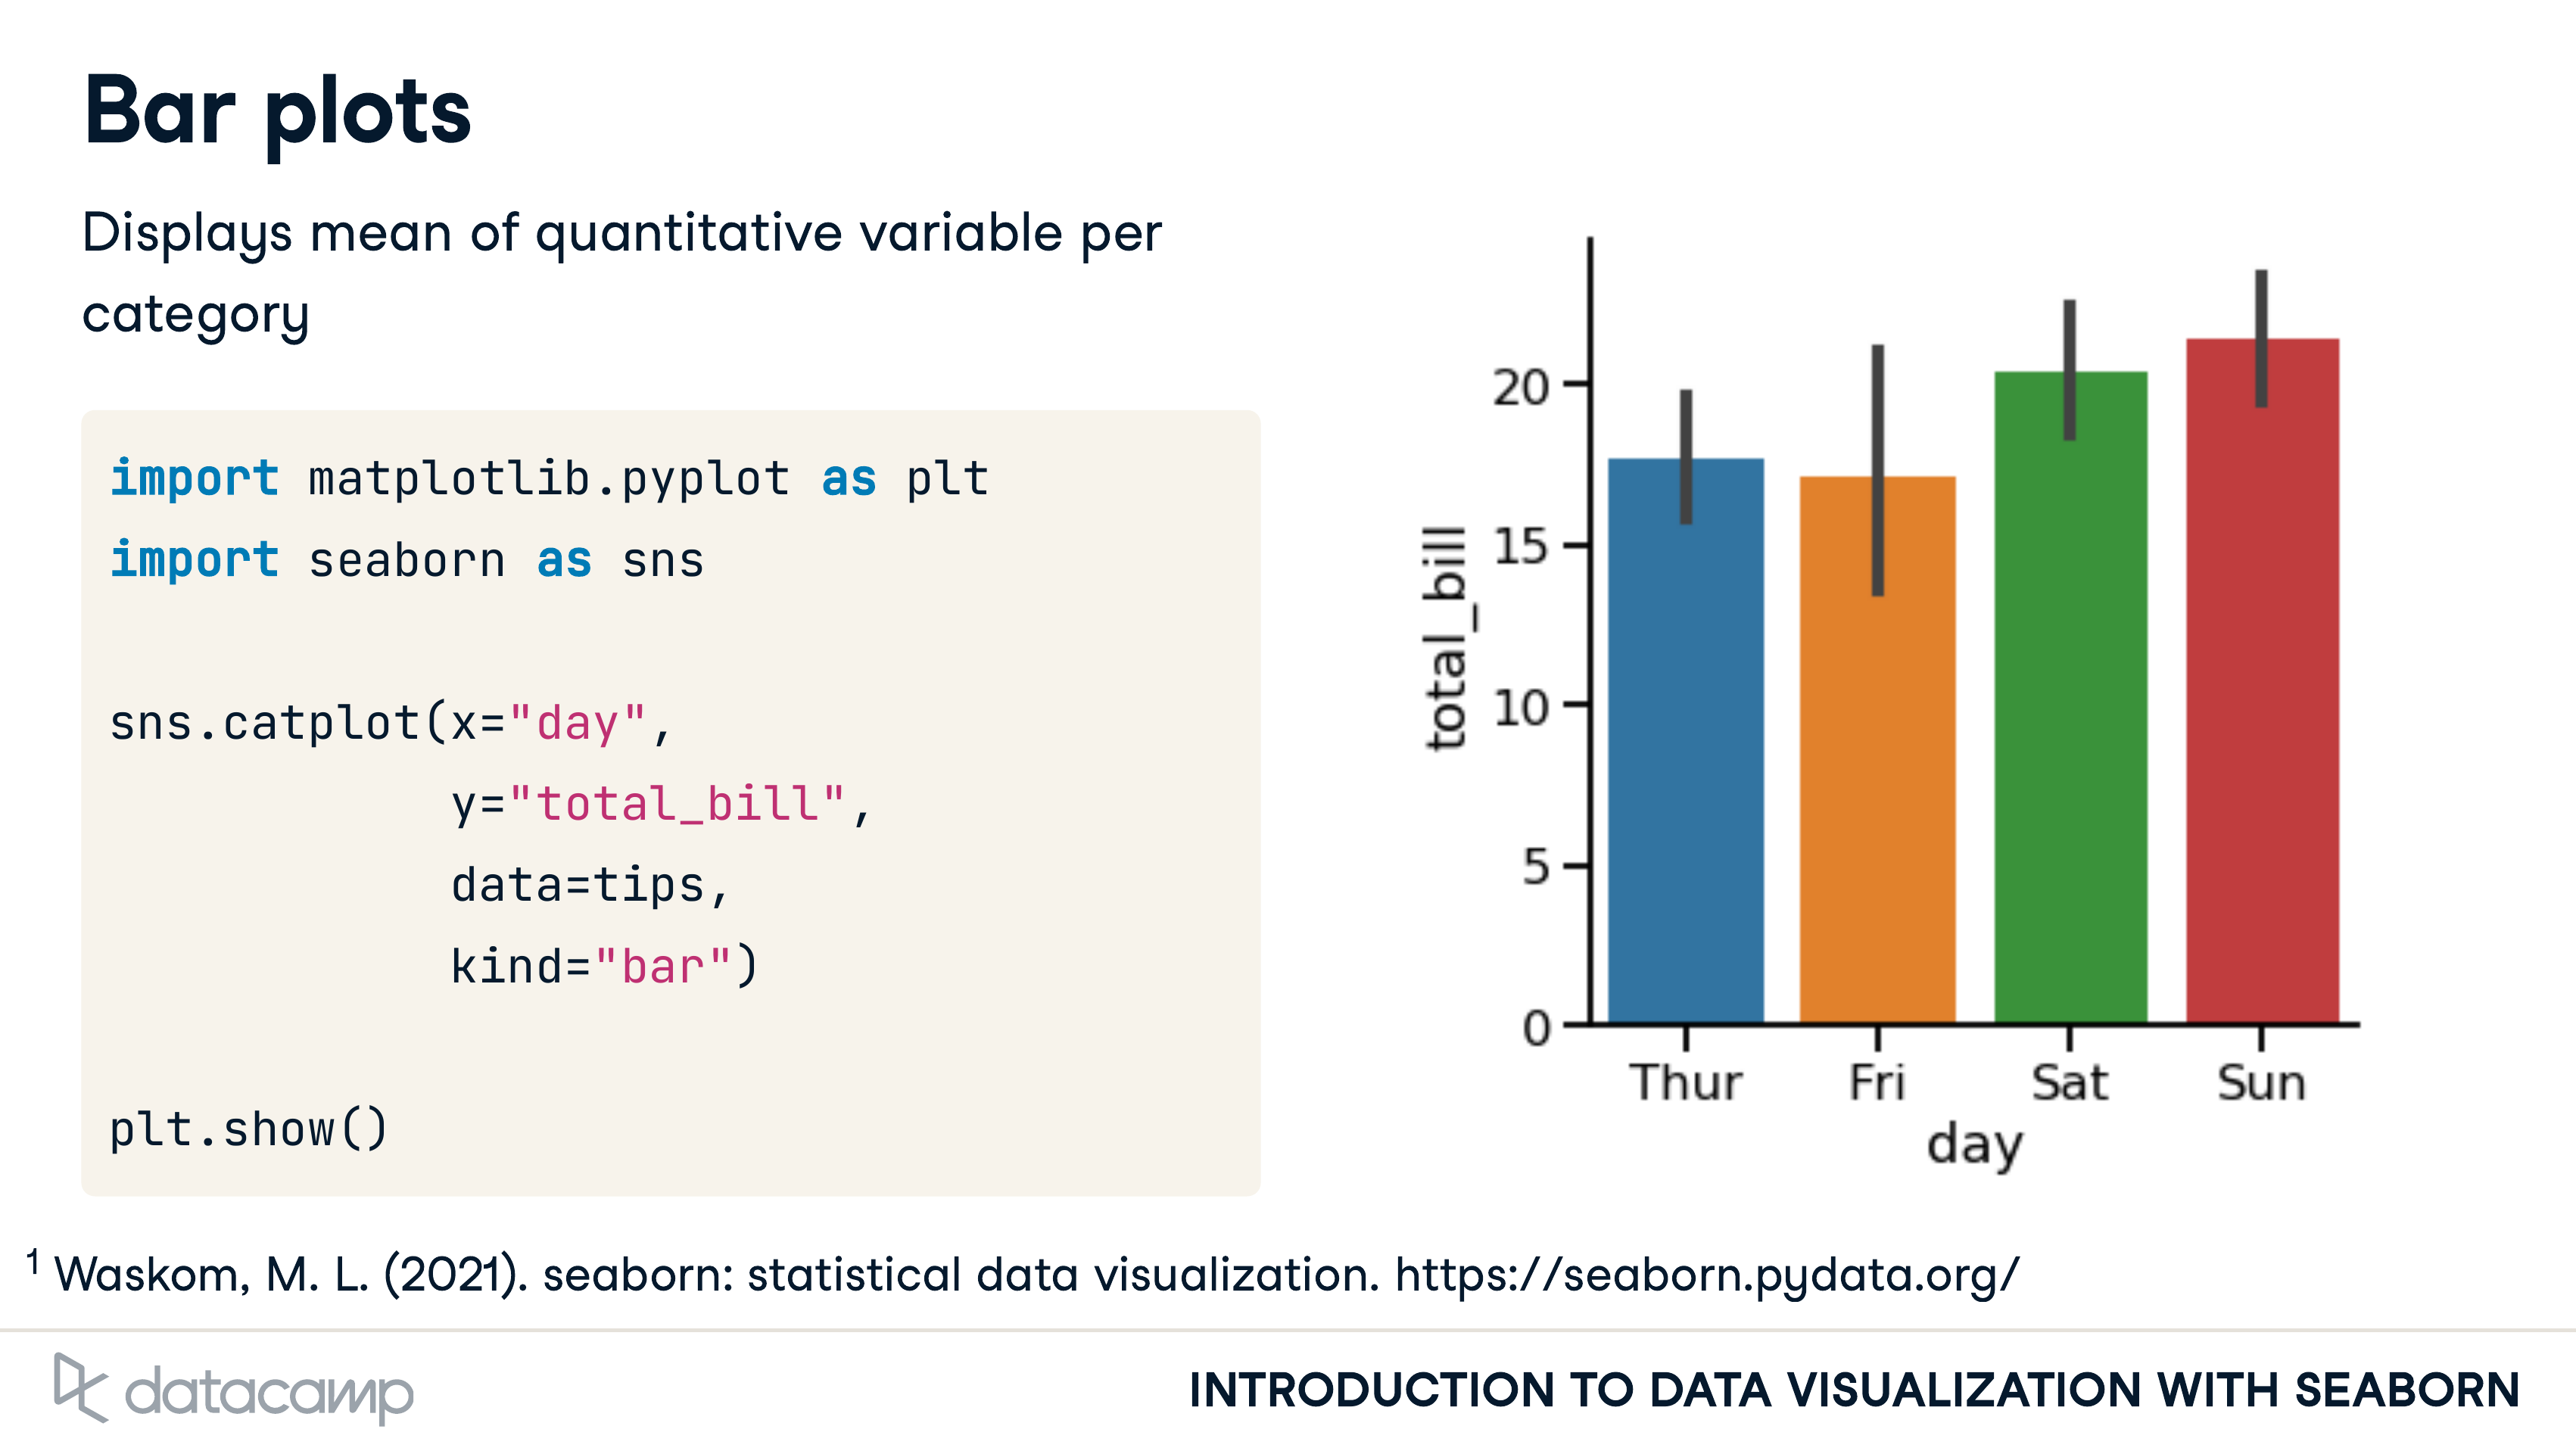 Bar plots
Displays mean of quantitative variable per
category
import matplotlib.pyplot as plt
import seaborn as sns
sns.catplot(x="day",
y="total_bill",
data=tips,
kind="bar")
plt.show()
total_bill
20
15
10
5
0
Thur Fri Sat Sun
day
1 Waskom, M. L. (2021). seaborn: statistical data visualization. https://seaborn.pydata.org/
datacamp
INTRODUCTION TO DATA VISUALIZATION WITH SEABORN